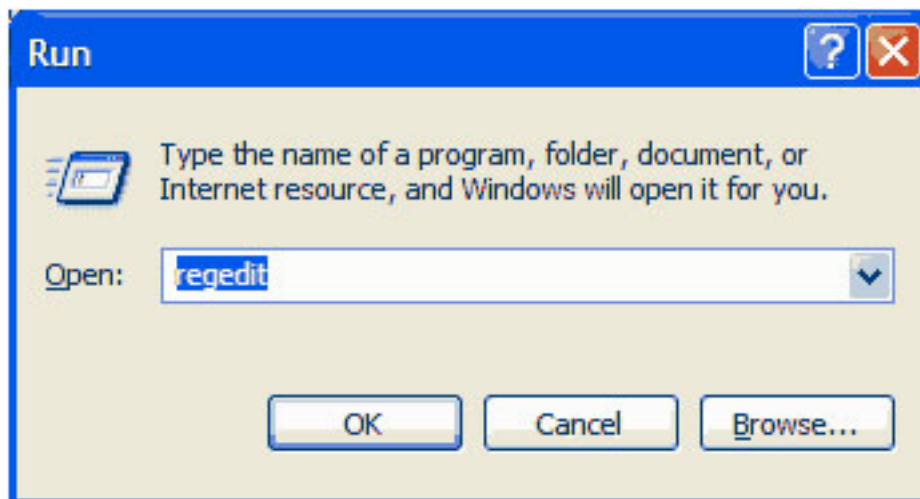 Run
Type the name of a program, folder, document, or
Internet resource, and Windows will open it for you.
Open: regedit
OK Cancel Browse...